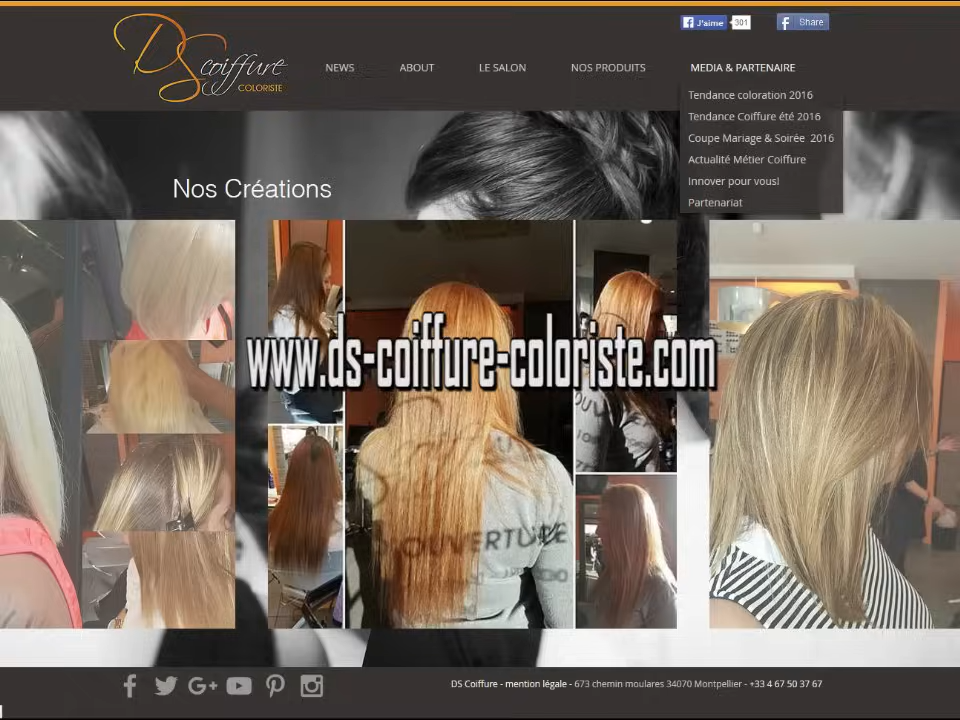 J'aime 301 Share
DS coiffure
COLORISTE
NEWS ABOUT LE SALON NOS PRODUITS MEDIA & PARTENAIRE
Tendance coloration 2016
Tendance Coiffure été 2016
Coupe Mariage & Soirée 2016
Actualité Métier Coiffure
Innover pour vous!
Partenariat
Nos Créations
www.ds-coiffure-coloriste.com
DS Coiffure - mention légale - 673 chemin moulares 34070 Montpellier - +33 4 67 50 37 67